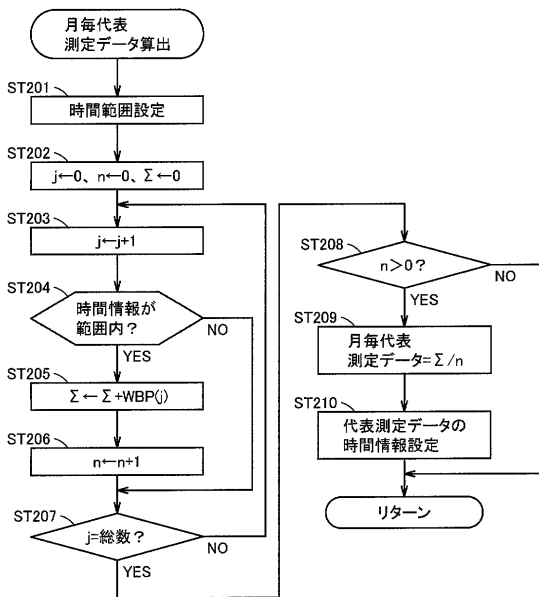 月毎代表
測定データ算出
ST201
時間範囲設定
ST202
j←0、n←0、Σ←0
ST203
j←j+1
ST204
時間情報が
範囲内？
NO
YES
ST205
Σ←Σ+WBP(j)
ST206
n←n+1
ST207
j=総数？
NO
YES
ST208
n＞0？
NO
YES
ST209
月毎代表
測定データ=Σ/n
ST210
代表測定データの
時間情報設定
リターン